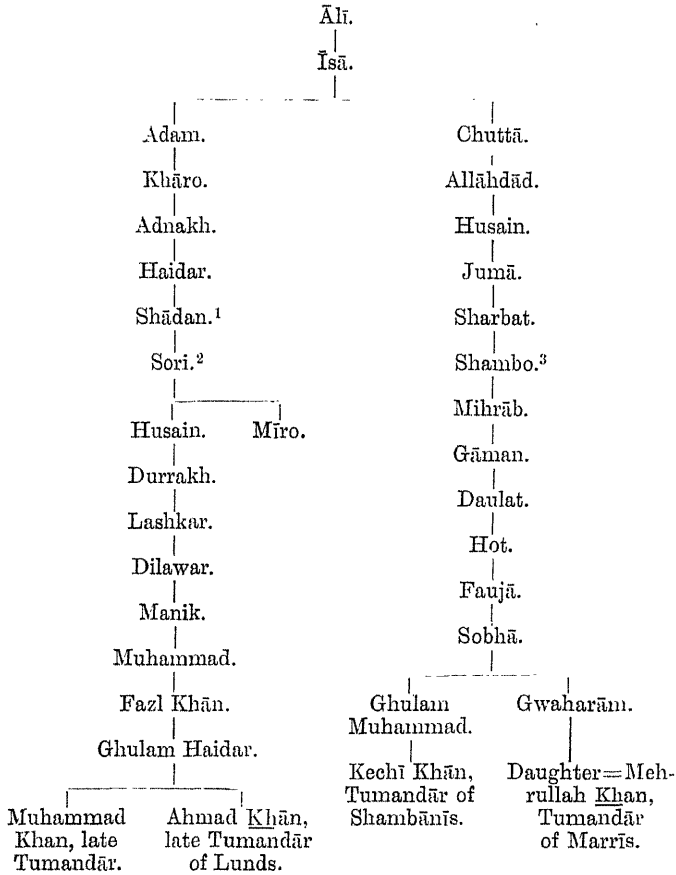 Ālī.
Īsā.
Adam. Chuttā.
Khāro. Allāhdād.
Adnakh. Husain.
Haidar. Jumā.
Shādan.¹ Sharbat.
Sori.² Shambo.³
Mihrāb.
Husain. Mīro.
Gāman.
Durrakh.
Daulat.
Lashkar.
Hot.
Dilawar.
Faujā.
Manik.
Sobhā.
Muhammad.
Fazl Khān. Ghulam Gwaharām.
Muhammad.
Ghulam Haidar.
Kechī Khān, Daughter=Meh-
Tumandār of rullah Khan,
Muhammad Ahmad Khān, Shambānīs. Tumandār
Khan, late late Tumandār of Marrīs.
Tumandār. of Lunds.